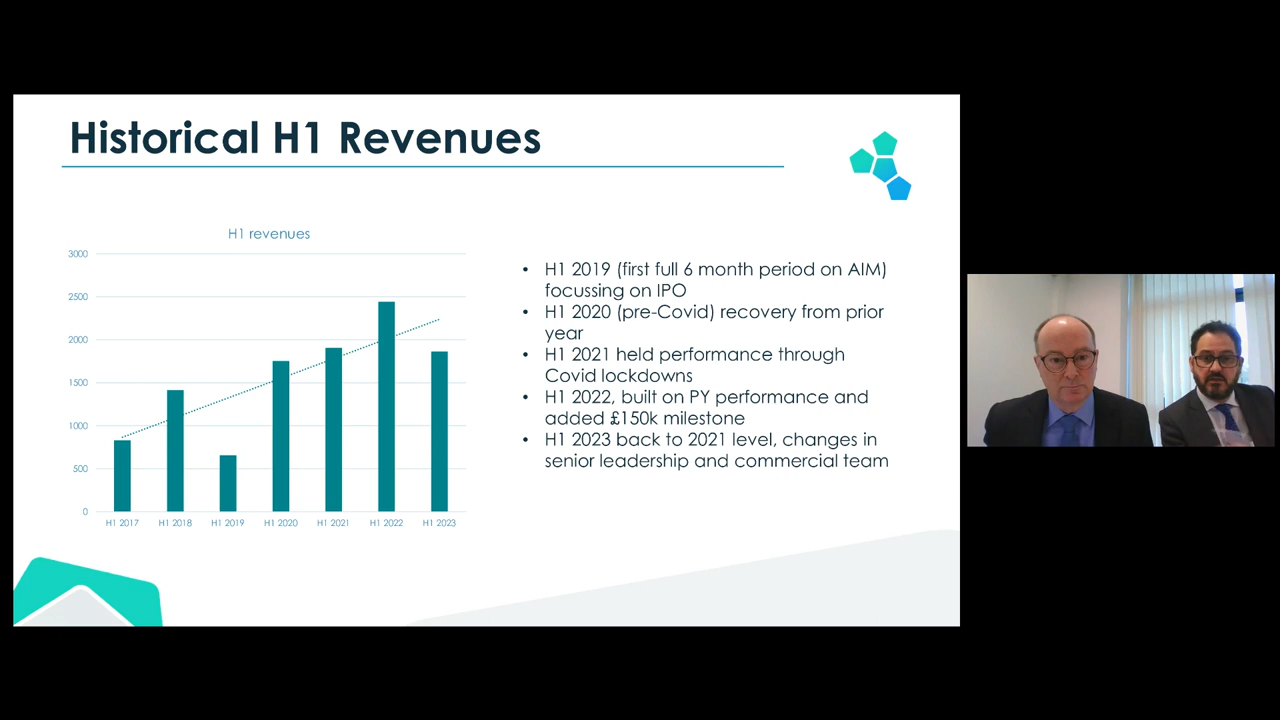 Historical H1 Revenues
H1 revenues
3000
2500
2000
1500
1000
500
0
H1 2017 H1 2018 H1 2019 H1 2020 H1 2021 H1 2022 H1 2023
• H1 2019 (first full 6 month period on AIM)
focussing on IPO
• H1 2020 (pre-Covid) recovery from prior
year
• H1 2021 held performance through
Covid lockdowns
• H1 2022, built on PY performance and
added £150k milestone
• H1 2023 back to 2021 level, changes in
senior leadership and commercial team